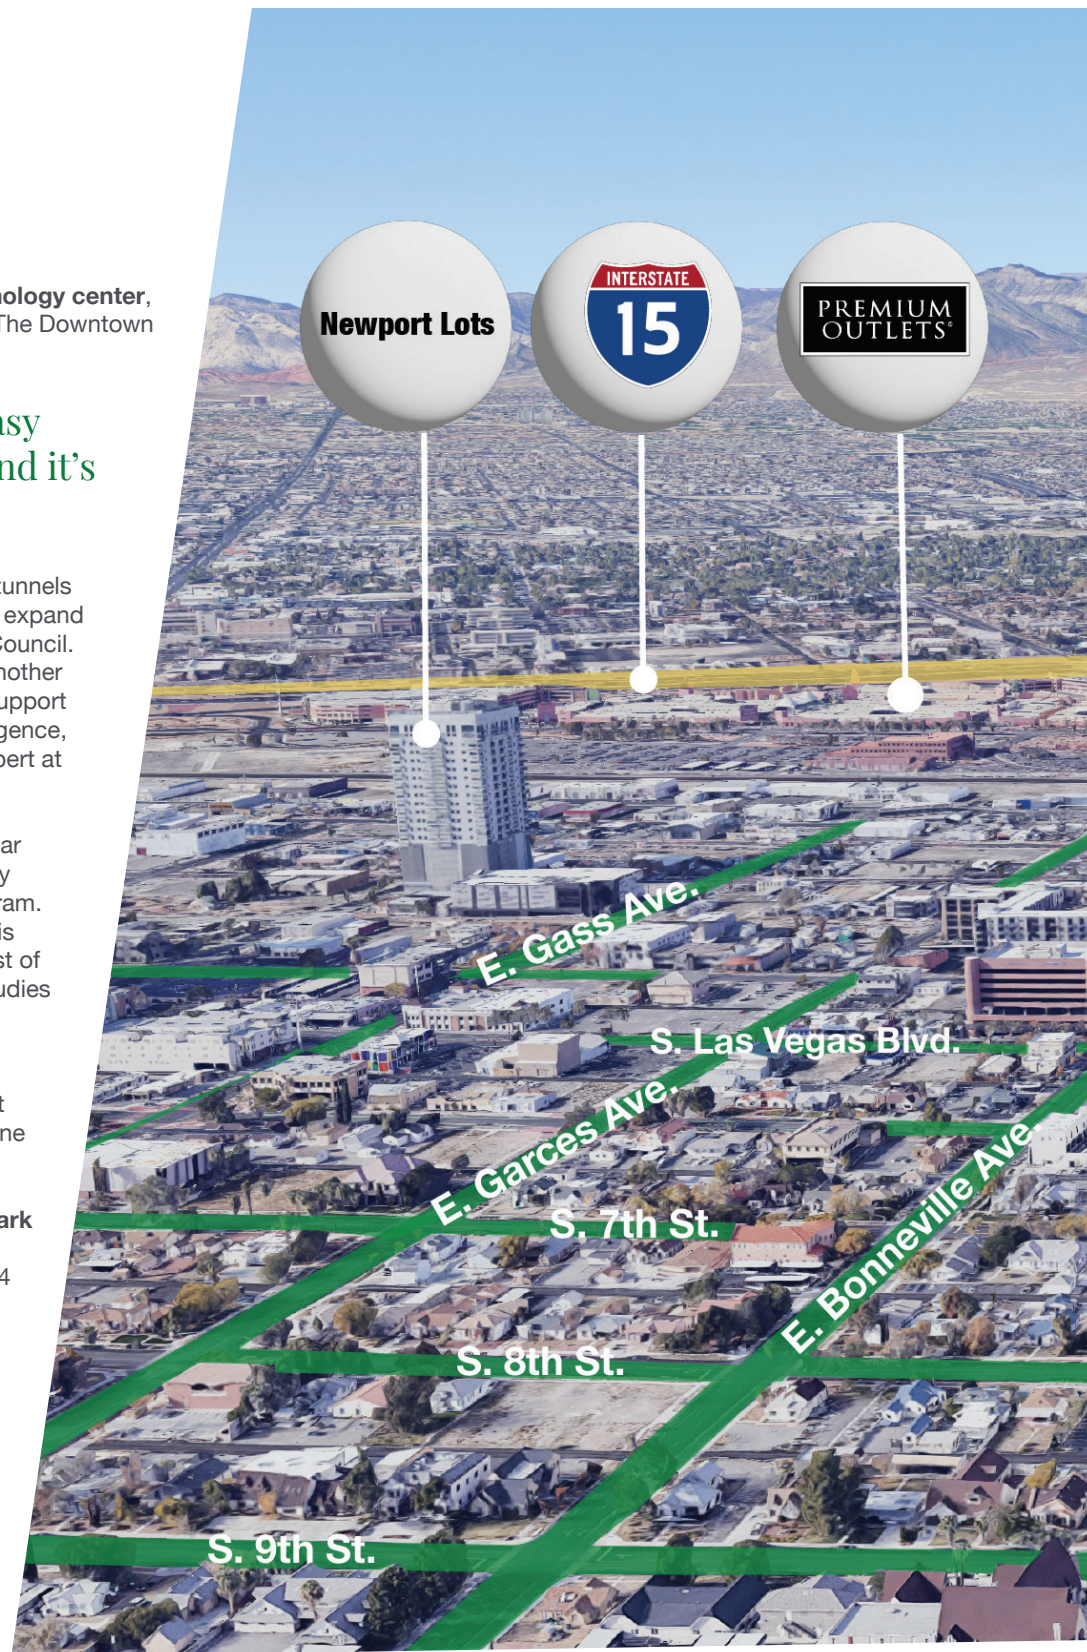 nology center,
The Downtown
asy
nd it's
tunnels
expand
Council.
nother
upport
gence,
pert at
ar
y
ram.
is
st of
udies
t
ne
ark
4
Newport Lots
INTERSTATE
15
PREMIUM
OUTLETS®
E. Gass Ave.
S. Las Vegas Blvd.
E. Garces Ave.
S. 7th St.
E. Bonneville Ave.
S. 8th St.
S. 9th St.